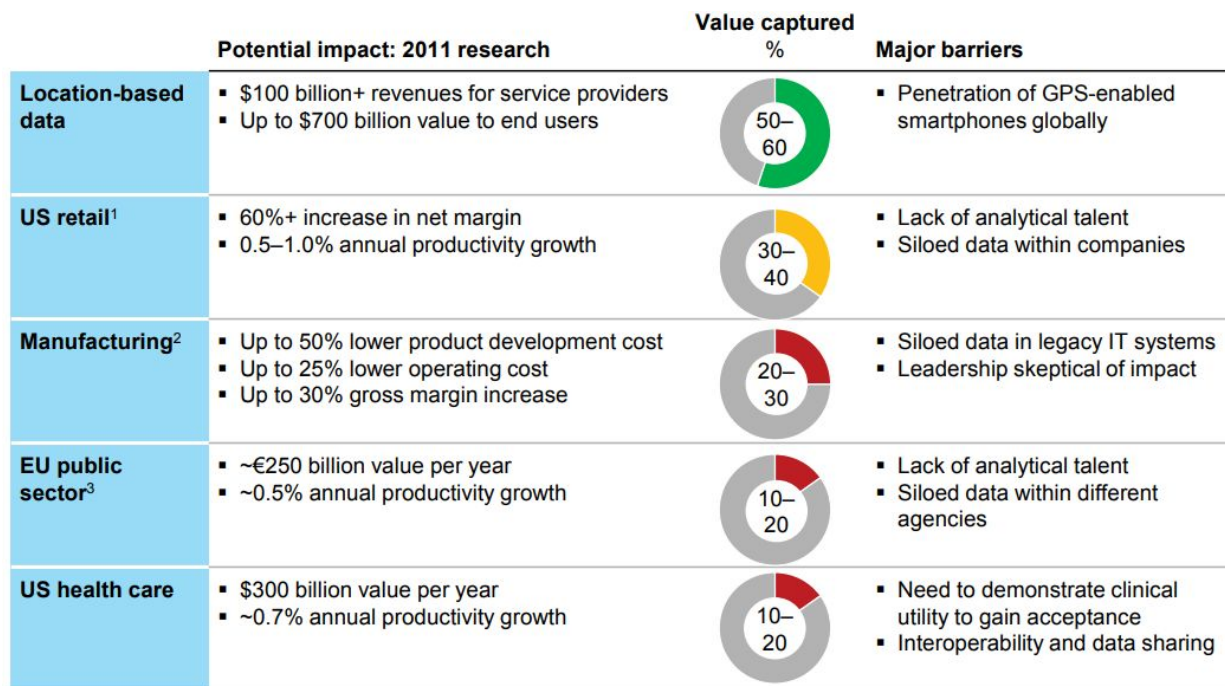 Value captured
Potential impact: 2011 research % Major barriers
Location-based
data
▪ $100 billion+ revenues for service providers
▪ Up to $700 billion value to end users
50–
60
▪ Penetration of GPS-enabled
smartphones globally
US retail¹
▪ 60%+ increase in net margin
▪ 0.5–1.0% annual productivity growth
30–
40
▪ Lack of analytical talent
▪ Siloed data within companies
Manufacturing²
▪ Up to 50% lower product development cost
▪ Up to 25% lower operating cost
▪ Up to 30% gross margin increase
20–
30
▪ Siloed data in legacy IT systems
▪ Leadership skeptical of impact
EU public
sector³
▪ ~€250 billion value per year
▪ ~0.5% annual productivity growth
10–
20
▪ Lack of analytical talent
▪ Siloed data within different
agencies
US health care
▪ $300 billion value per year
▪ ~0.7% annual productivity growth
10–
20
▪ Need to demonstrate clinical
utility to gain acceptance
▪ Interoperability and data sharing